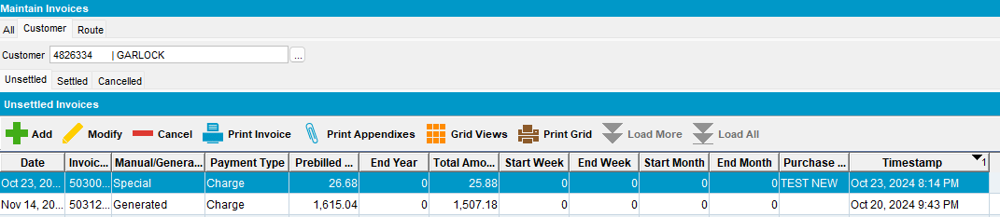 Maintain Invoices
All Customer Route
Customer 4826334 | GARLOCK ...
Unsettled Settled Cancelled
Unsettled Invoices
Add Modify Cancel Print Invoice Print Appendixes Grid Views Print Grid Load More Load All
Date Invoic... Manual/Genera... Payment Type Prebilled ... End Year Total Amo... Start Week End Week Start Month End Month Purchase ... Timestamp 1
Oct 23, 20... 50300... Special Charge 26.68 0 25.88 0 0 0 0 TEST NEW Oct 23, 2024 8:14 PM
Nov 14, 20... 50312... Generated Charge 1,615.04 0 1,507.18 0 0 0 0 Oct 20, 2024 9:43 PM